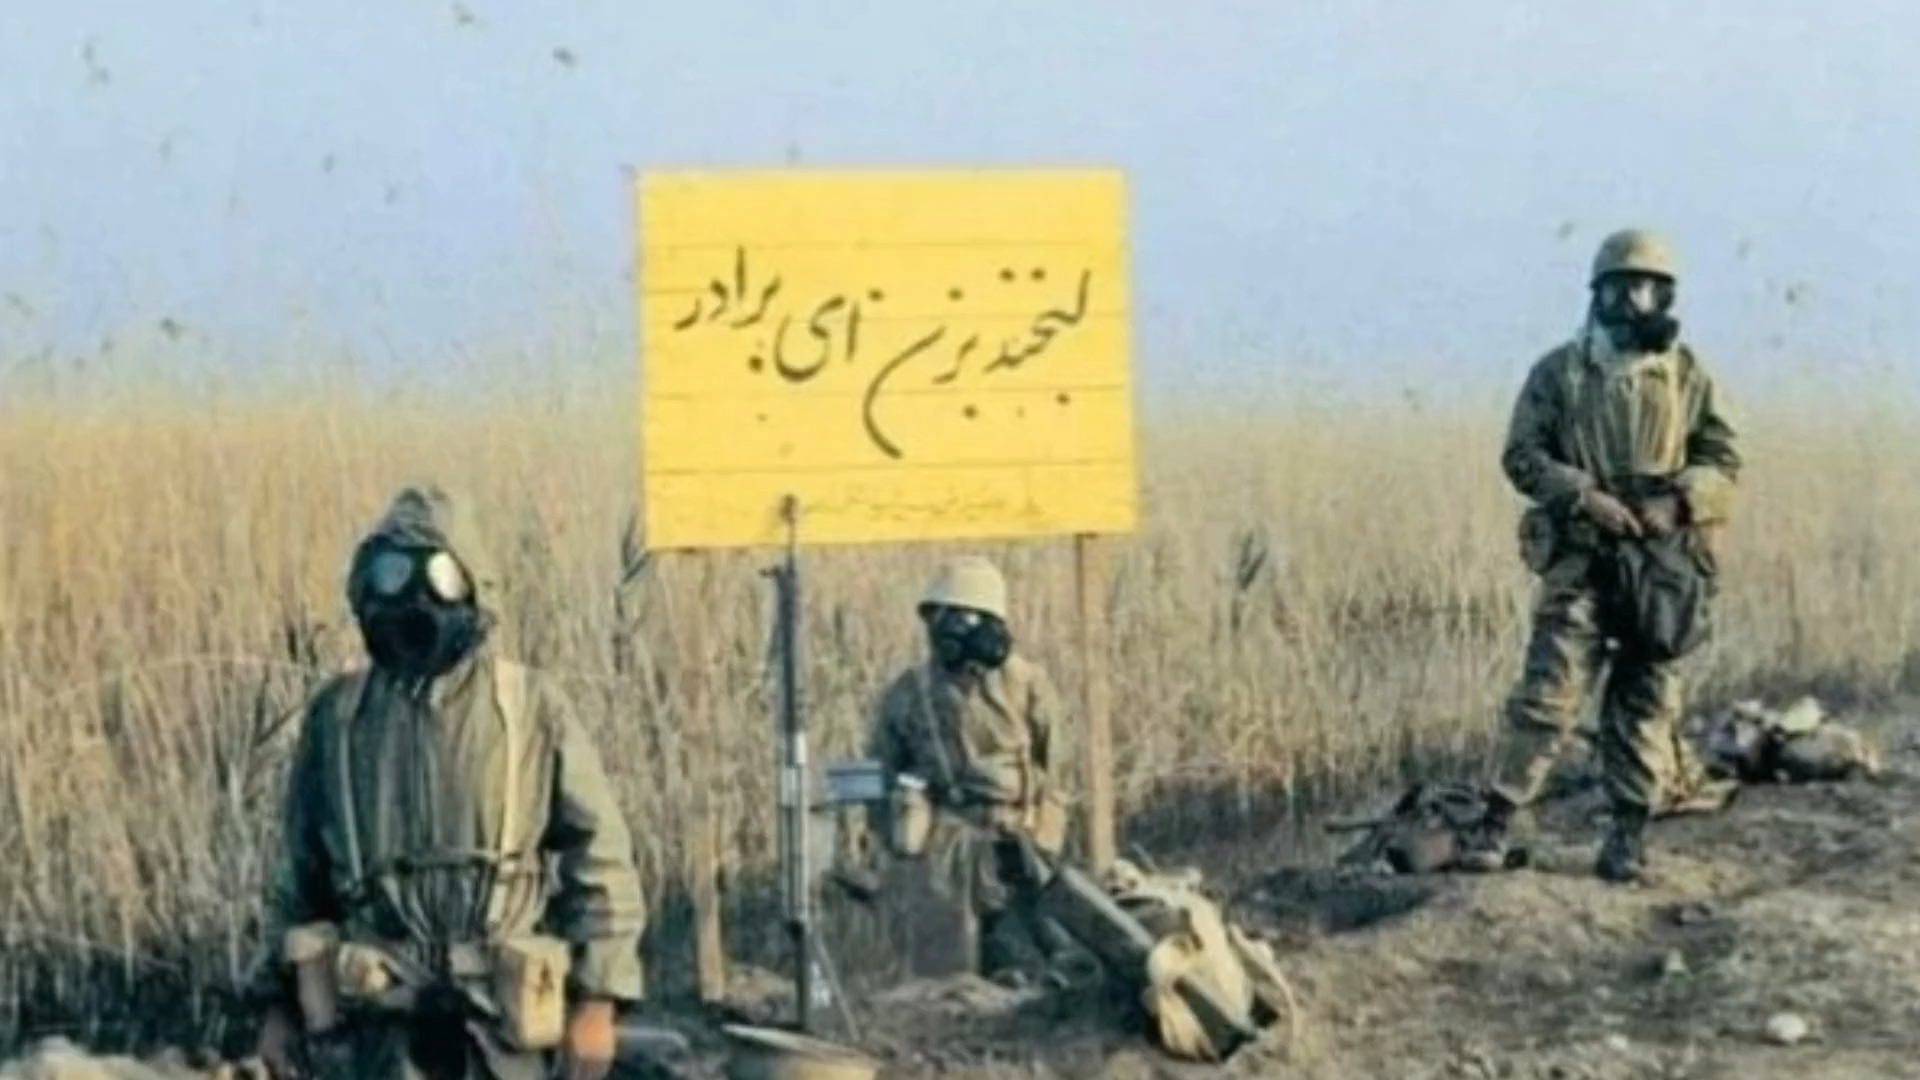 لبخند بزن ای برادر